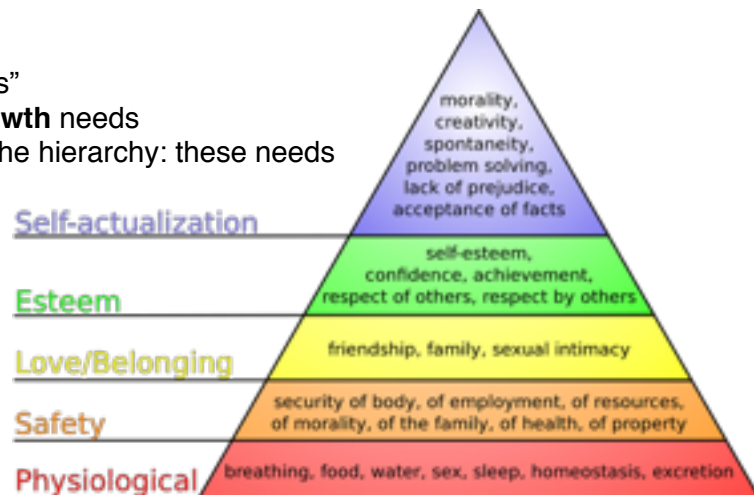 s”
wth needs
he hierarchy: these needs
morality,
creativity,
spontaneity,
problem solving,
lack of prejudice,
acceptance of facts
Self-actualization
self-esteem,
confidence, achievement,
respect of others, respect by others
Esteem
friendship, family, sexual intimacy
Love/Belonging
security of body, of employment, of resources,
of morality, of the family, of health, of property
Safety
breathing, food, water, sex, sleep, homeostasis, excretion
Physiological